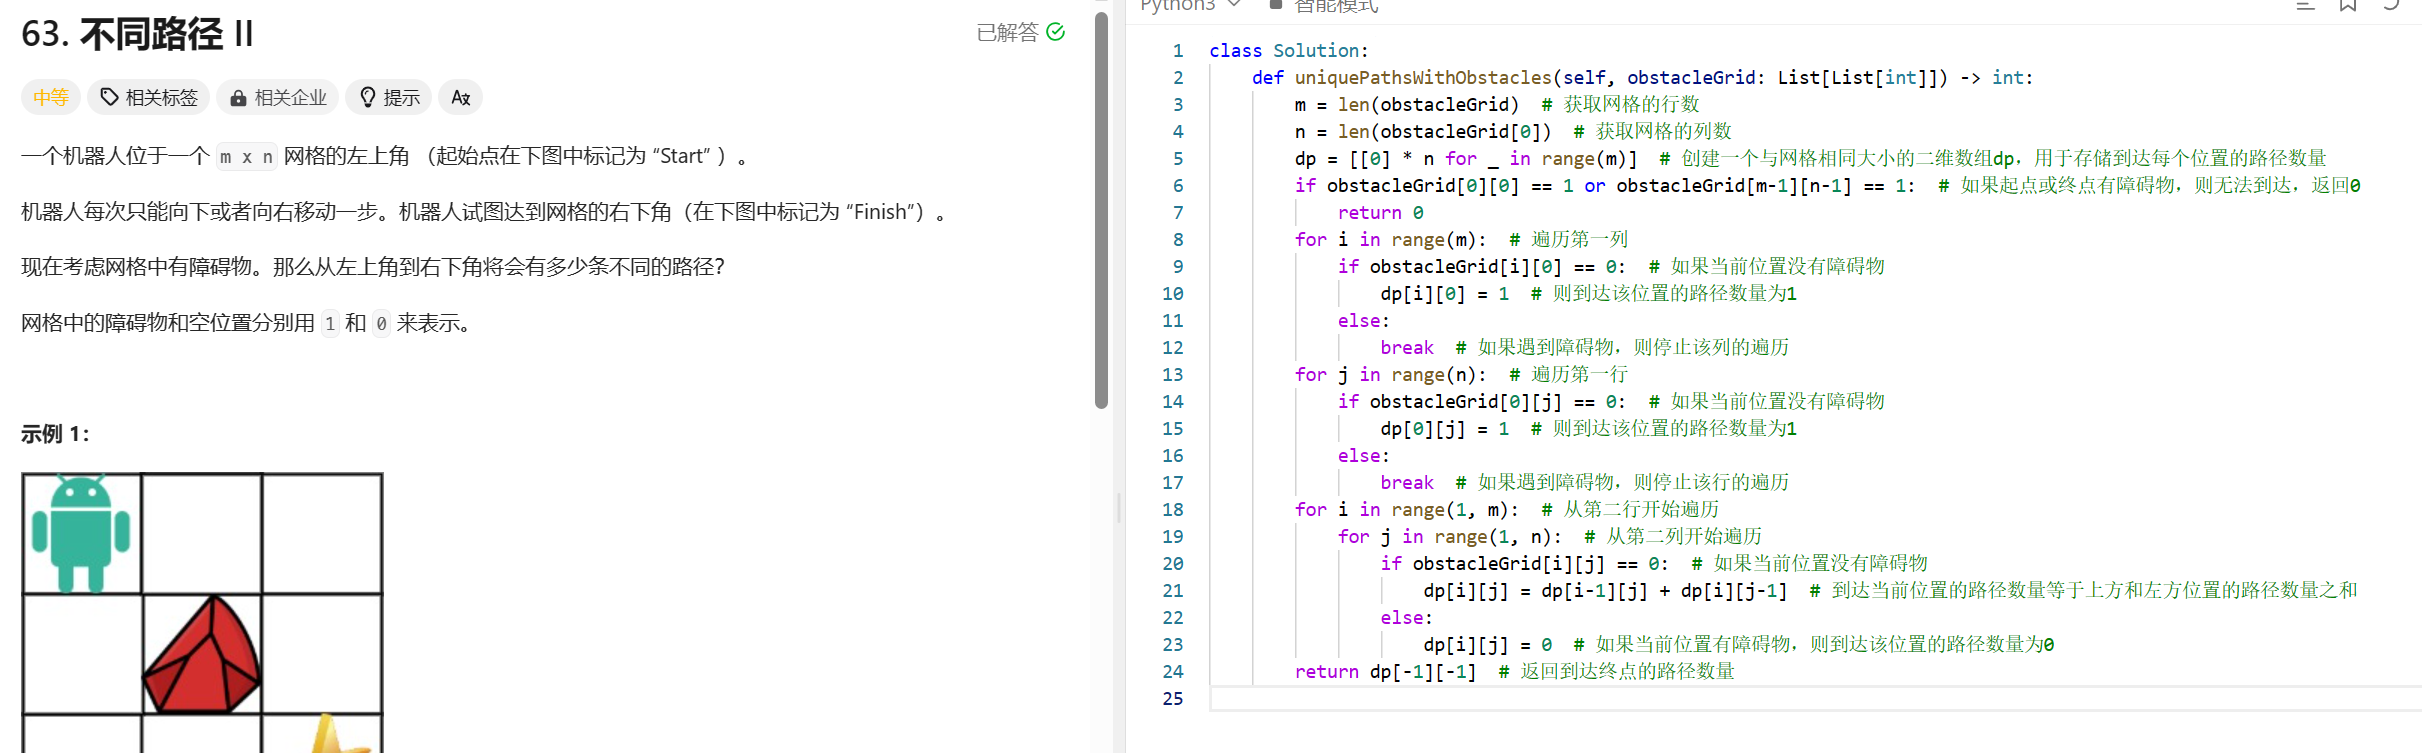 63. 不同路径 II
已解答
中等
相关标签
相关企业
提示
一个机器人位于一个 m x n 网格的左上角 （起始点在下图中标记为 “Start” ）。
机器人每次只能向下或者向右移动一步。机器人试图达到网格的右下角（在下图中标记为 “Finish”）。
现在考虑网格中有障碍物。那么从左上角到右下角将会有多少条不同的路径？
网格中的障碍物和空位置分别用 1 和 0 来表示。
示例 1：
Python3
智能模式
1 class Solution:
2 def uniquePathsWithObstacles(self, obstacleGrid: List[List[int]]) -> int:
3 m = len(obstacleGrid)  # 获取网格的行数
4 n = len(obstacleGrid[0])  # 获取网格的列数
5 dp = [[0] * n for _ in range(m)]  # 创建一个与网格相同大小的二维数组dp，用于存储到达每个位置的路径数量
6 if obstacleGrid[0][0] == 1 or obstacleGrid[m-1][n-1] == 1:  # 如果起点或终点有障碍物，则无法到达，返回0
7 return 0
8 for i in range(m):  # 遍历第一列
9 if obstacleGrid[i][0] == 0:  # 如果当前位置没有障碍物
10 dp[i][0] = 1  # 则到达该位置的路径数量为1
11 else:
12 break  # 如果遇到障碍物，则停止该列的遍历
13 for j in range(n):  # 遍历第一行
14 if obstacleGrid[0][j] == 0:  # 如果当前位置没有障碍物
15 dp[0][j] = 1  # 则到达该位置的路径数量为1
16 else:
17 break  # 如果遇到障碍物，则停止该行的遍历
18 for i in range(1, m):  # 从第二行开始遍历
19 for j in range(1, n):  # 从第二列开始遍历
20 if obstacleGrid[i][j] == 0:  # 如果当前位置没有障碍物
21 dp[i][j] = dp[i-1][j] + dp[i][j-1]  # 到达当前位置的路径数量等于上方和左方位置的路径数量之和
22 else:
23 dp[i][j] = 0  # 如果当前位置有障碍物，则到达该位置的路径数量为0
24 return dp[-1][-1]  # 返回到达终点的路径数量
25